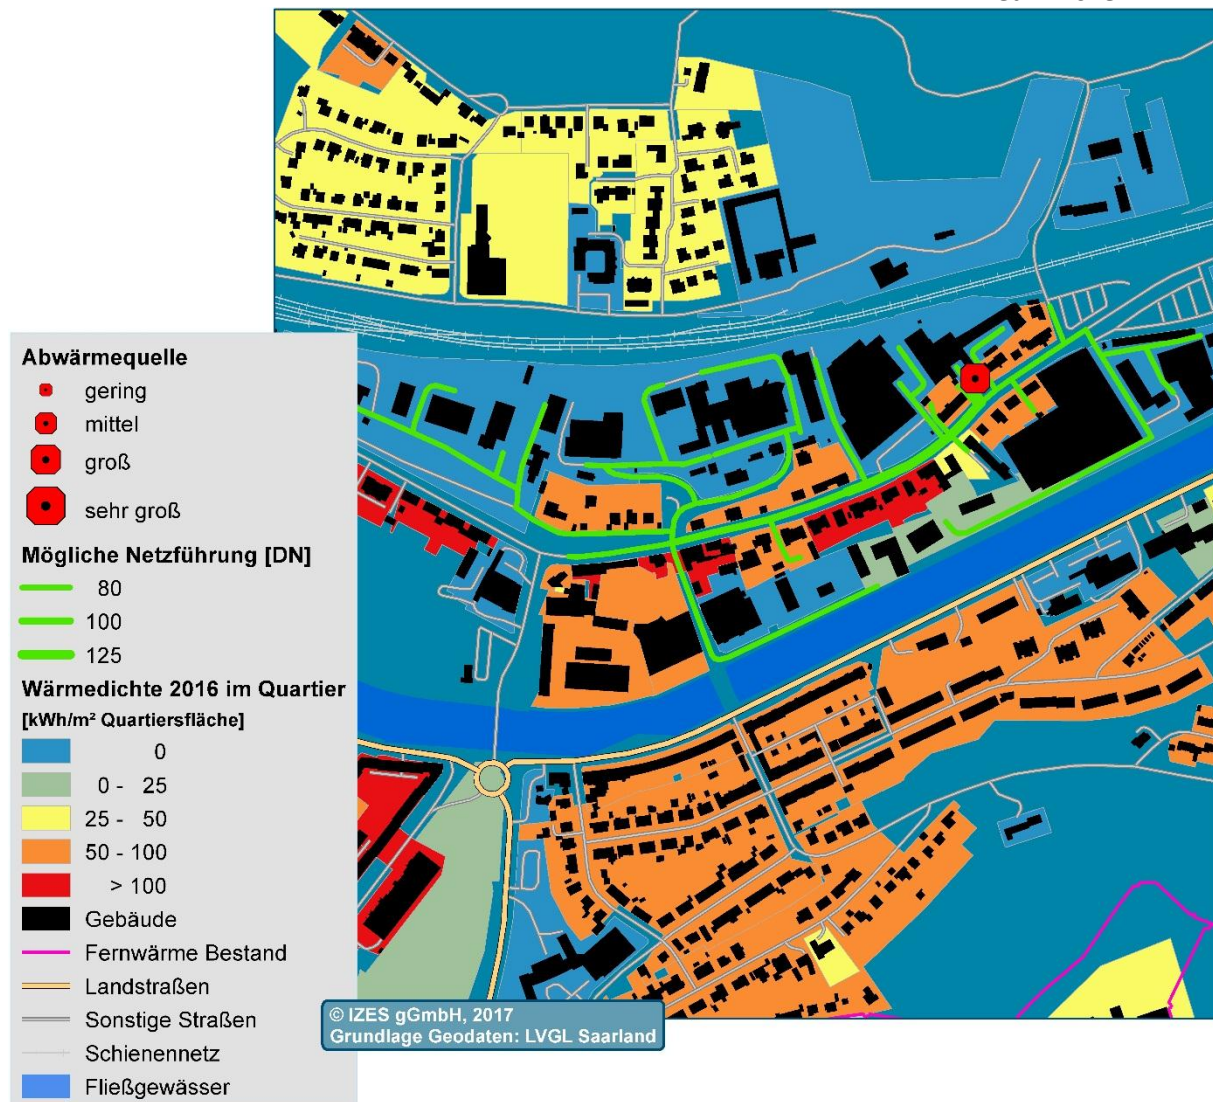 Abwärmequelle
gering
mittel
groß
sehr groß
Mögliche Netzführung [DN]
80
100
125
Wärmedichte 2016 im Quartier
[kWh/m² Quartiersfläche]
0
0 - 25
25 - 50
50 - 100
> 100
Gebäude
Fernwärme Bestand
Landstraßen
Sonstige Straßen
Schienennetz
Fließgewässer
© IZES gGmbH, 2017
Grundlage Geodaten: LVGL Saarland